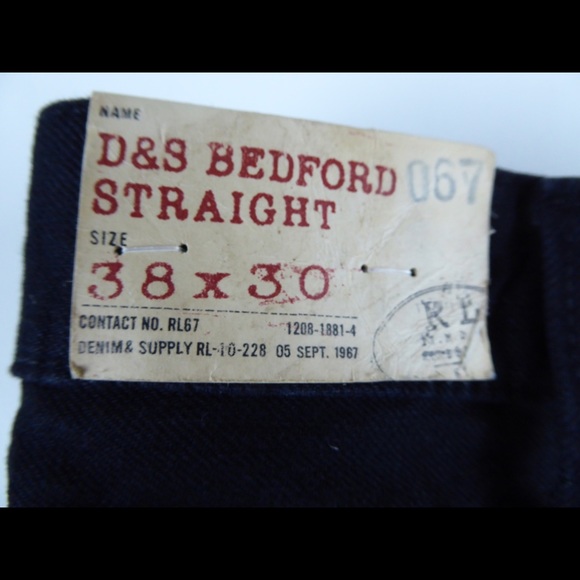 NAME
D&S BEDFORD 067
STRAIGHT
SIZE
38 x 30
CONTACT NO. RL67 1208-1881-4
DENIM & SUPPLY RL-10-228 05 SEPT. 1967
RL